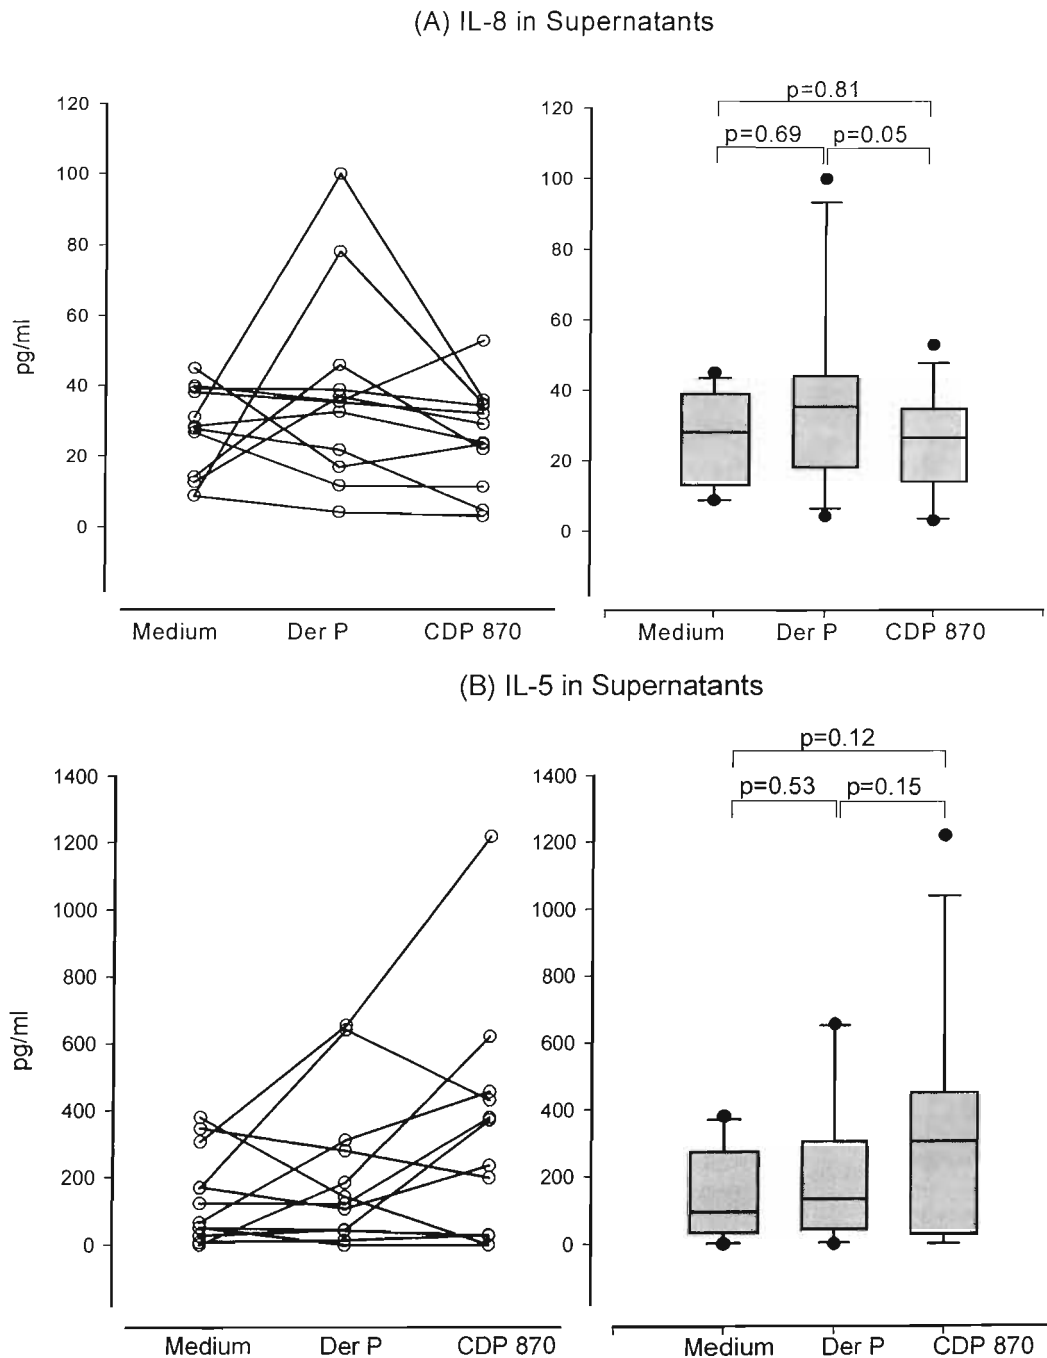 (A) IL-8 in Supernatants
pg/ml
120
100
80
60
40
20
0
Medium Der P CDP 870
p=0.81
p=0.69 p=0.05
120
100
80
60
40
20
0
Medium Der P CDP 870
(B) IL-5 in Supernatants
pg/ml
1400
1200
1000
800
600
400
200
0
Medium Der P CDP 870
p=0.12
p=0.53 p=0.15
1400
1200
1000
800
600
400
200
0
Medium Der P CDP 870